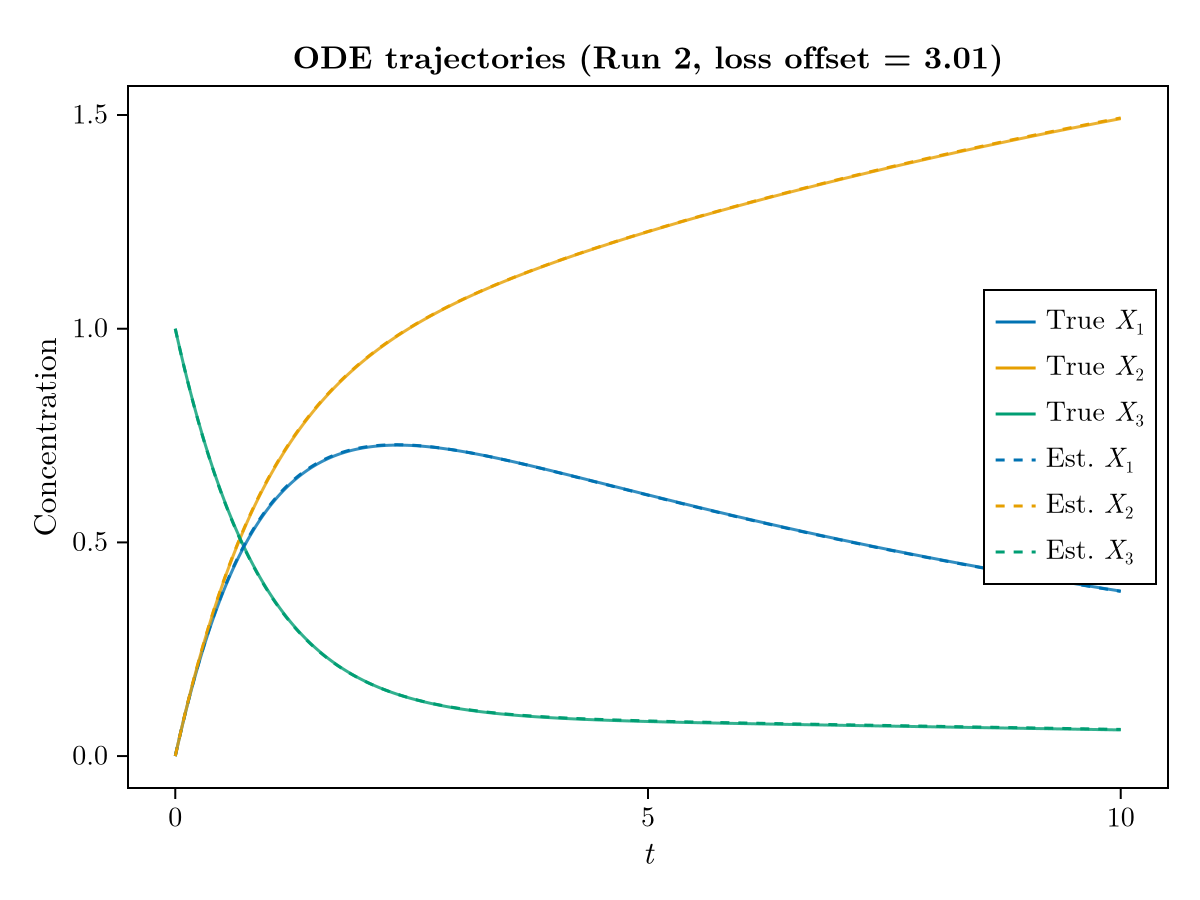 ODE trajectories (Run 2, loss offset = 3.01)
Concentration
1.5
1.0
0.5
0.0
True X₁
True X₂
True X₃
Est. X₁
Est. X₂
Est. X₃
0
5
10
t